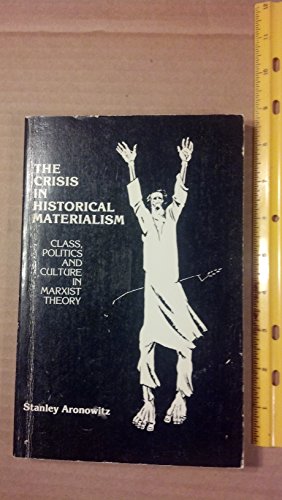 THE
CRISIS
IN
HISTORICAL
MATERIALISM
CLASS,
POLITICS
AND
CULTURE
IN
MARXIST
THEORY
Stanley Aronowitz